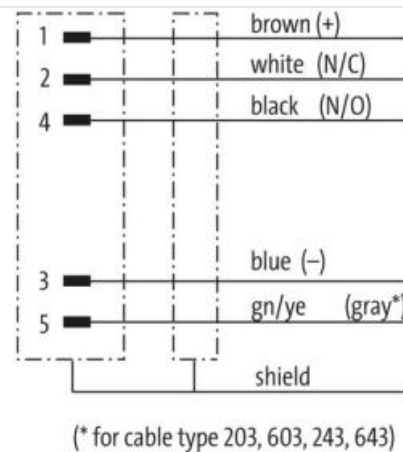 1 brown (+)
2 white (N/C)
4 black (N/O)
3 blue (–)
5 gn/ye (gray*)
shield
(* for cable type 203, 603, 243, 643)